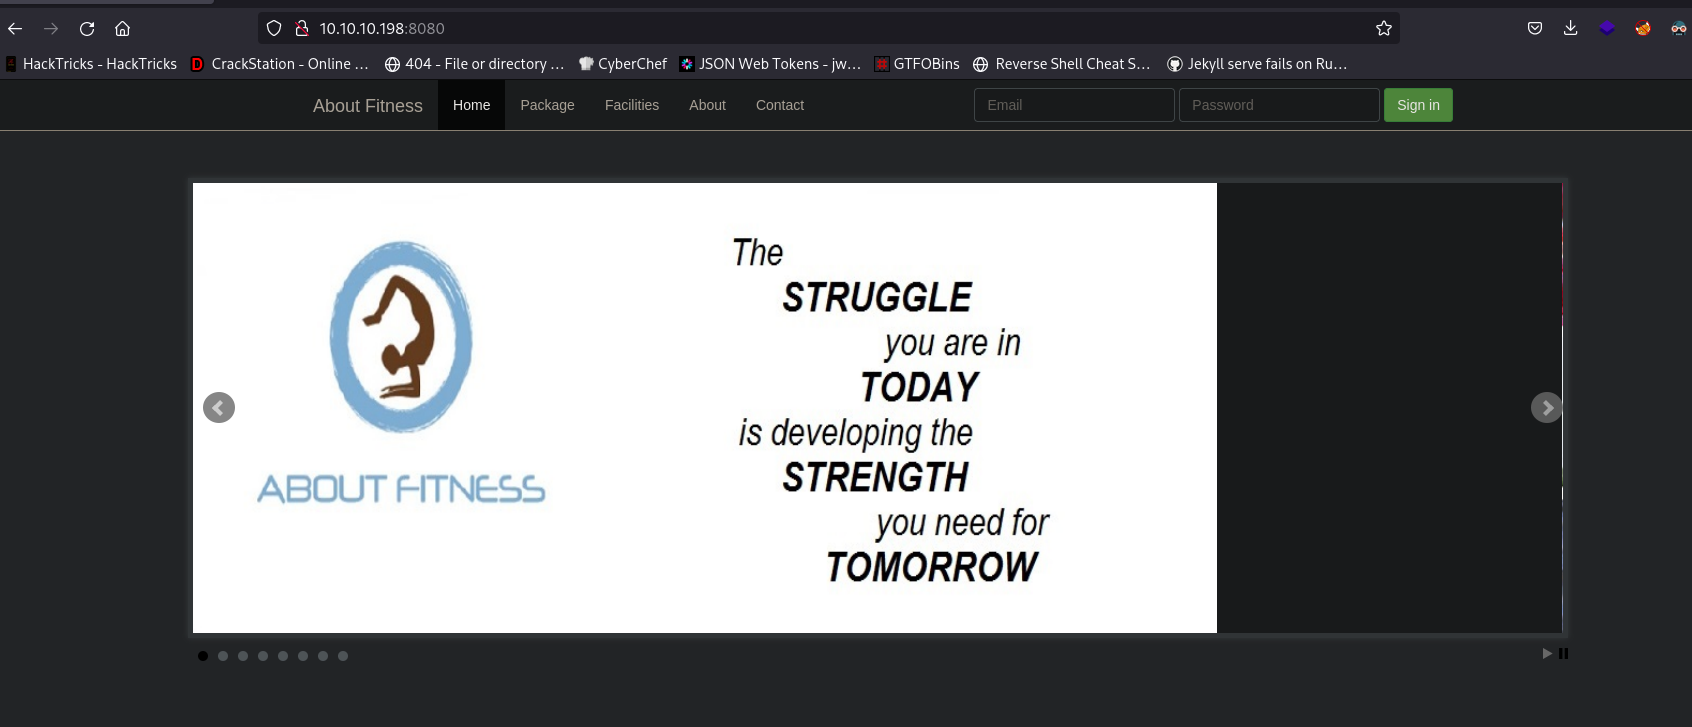 10.10.10.198:8080
HackTricks - HackTricks
CrackStation - Online ...
404 - File or directory ...
CyberChef
JSON Web Tokens - jw...
GTFOBins
Reverse Shell Cheat S...
Jekyll serve fails on Ru...
About Fitness
Home
Package
Facilities
About
Contact
Email
Password
Sign in
ABOUT FITNESS
The
STRUGGLE
you are in
TODAY
is developing the
STRENGTH
you need for
TOMORROW